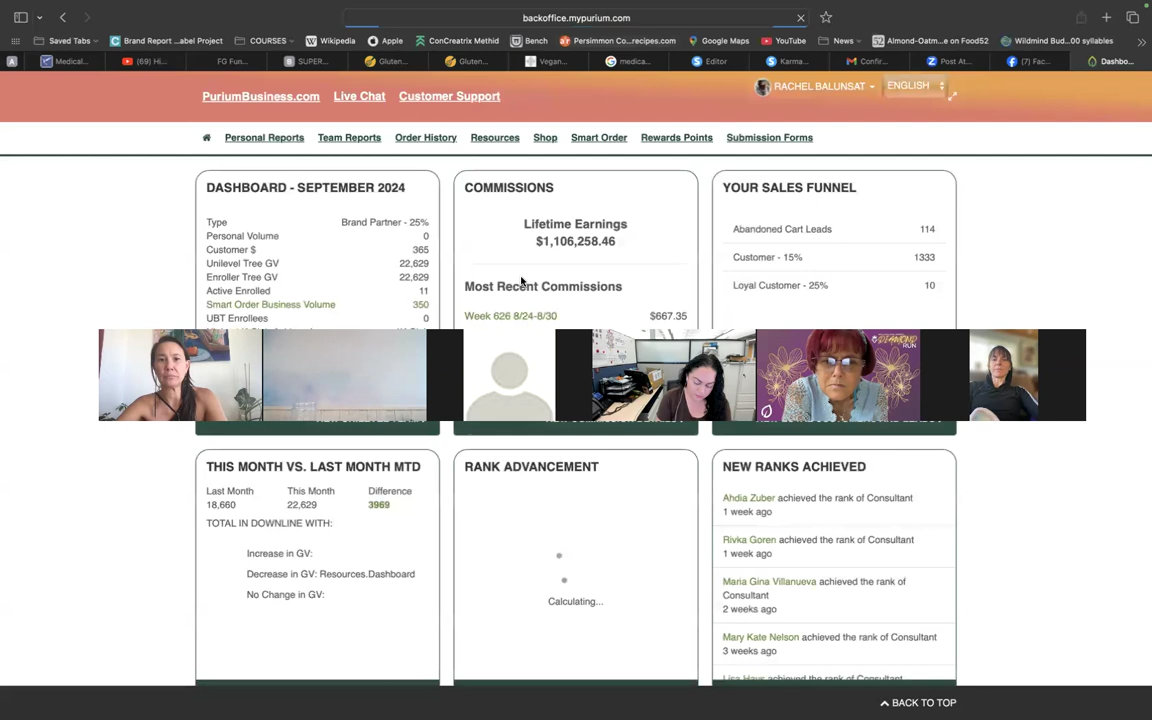 backoffice.mypurium.com
Saved Tabs
Brand Report ...abel Project
COURSES
Wikipedia
Apple
ConCreatrix Methid
Bench
Persimmon Co...recipes.com
Google Maps
YouTube
News
Almond-Oatm...e on Food52
Wildmind Bud...00 syllables
Medical...
(69) Hi...
FG Fun...
SUPER...
Gluten...
Gluten...
Vegan...
medica...
Editor
Karma...
Confir...
Post At...
(7) Fac...
Dashbo...
PuriumBusiness.com
Live Chat
Customer Support
RACHEL BALUNSAT
ENGLISH
Personal Reports
Team Reports
Order History
Resources
Shop
Smart Order
Rewards Points
Submission Forms
DASHBOARD - SEPTEMBER 2024
Type Brand Partner - 25%
Personal Volume 0
Customer $ 365
Unilevel Tree GV 22,629
Enroller Tree GV 22,629
Active Enrolled 11
Smart Order Business Volume 350
UBT Enrollees 0
COMMISSIONS
Lifetime Earnings
$1,106,258.46
Most Recent Commissions
Week 626 8/24-8/30 $667.35
YOUR SALES FUNNEL
Abandoned Cart Leads 114
Customer - 15% 1333
Loyal Customer - 25% 10
DIAMOND
RUN
THIS MONTH VS. LAST MONTH MTD
Last Month This Month Difference
18,660 22,629 3969
TOTAL IN DOWNLINE WITH:
Increase in GV:
Decrease in GV: Resources.Dashboard
No Change in GV:
RANK ADVANCEMENT
Calculating...
NEW RANKS ACHIEVED
Ahdia Zuber achieved the rank of Consultant
1 week ago
Rivka Goren achieved the rank of Consultant
1 week ago
Maria Gina Villanueva achieved the rank of
Consultant
2 weeks ago
Mary Kate Nelson achieved the rank of Consultant
3 weeks ago
Lisa Hays achieved the rank of Consultant
BACK TO TOP